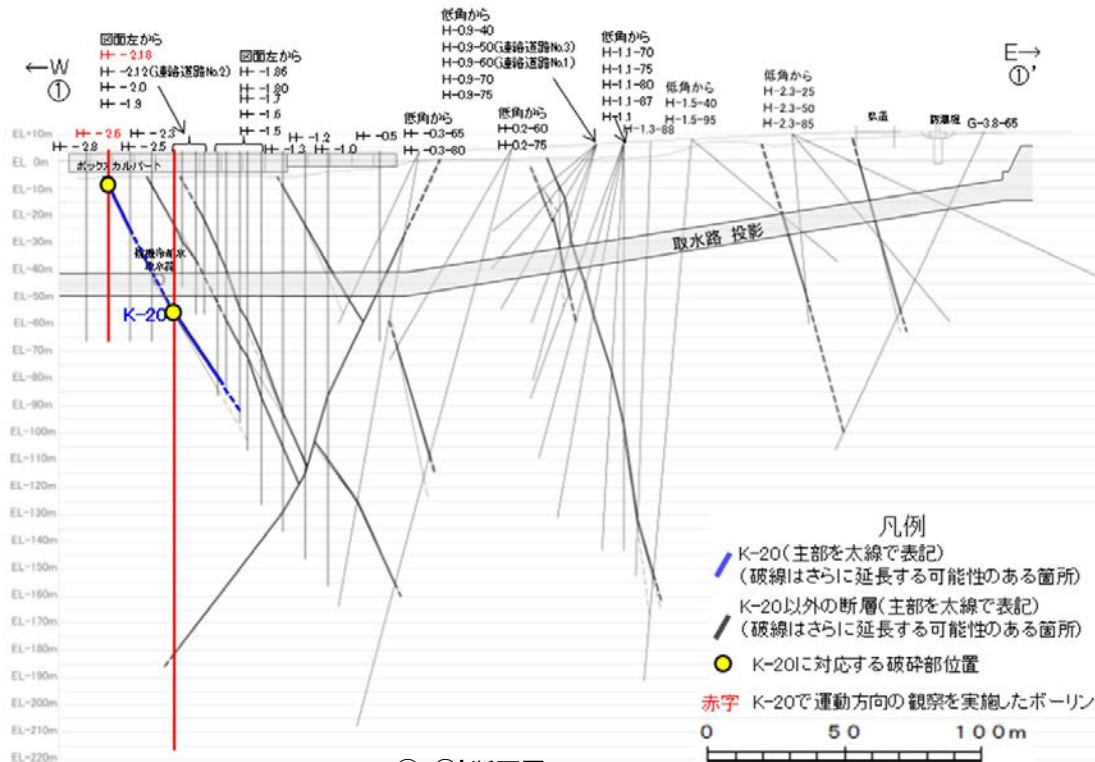 ←W
①
図面左から
H- -2.18
H- -2.12(連絡道路No.2)
H- -2.0
H- -1.9
図面左から
H- -1.86
H- -1.80
H- -1.7
H- -1.6
H- -1.5
低角から
H-0.9-40
H-0.9-50(連絡道路No.3)
H-0.9-60(連絡道路No.1)
H-0.9-70
H-0.9-75
低角から
H-1.1-70
H-1.1-75
H-1.1-80
H-1.1-87
H-1.1
H-1.3-88
低角から
H-1.5-40
H-1.5-95
低角から
H-2.3-25
H-2.3-50
H-2.3-85
E→
①'
県道
防潮堤
G-3.8-65
低角から
H-0.3-65
H-0.3-80
低角から
H-0.2-60
H-0.2-75
H- -2.6
H- -2.3
H- -2.8
H- -2.5
H- -1.3
H- -1.2
H- -1.0
H- -0.5
ボックスカルバート
EL+10m
EL 0m
EL-10m
EL-20m
EL-30m
EL-40m
EL-50m
EL-60m
EL-70m
EL-80m
EL-90m
EL-100m
EL-110m
EL-120m
EL-130m
EL-140m
EL-150m
EL-160m
EL-170m
EL-180m
EL-190m
EL-200m
EL-210m
EL-220m
取水路 投影
K-20
凡例
K-20(主部を太線で表記)
(破線はさらに延長する可能性のある箇所)
K-20以外の断層(主部を太線で表記)
(破線はさらに延長する可能性のある箇所)
K-20に対応する破砕部位置
赤字 K-20で運動方向の観察を実施したボーリン
0 50 100m